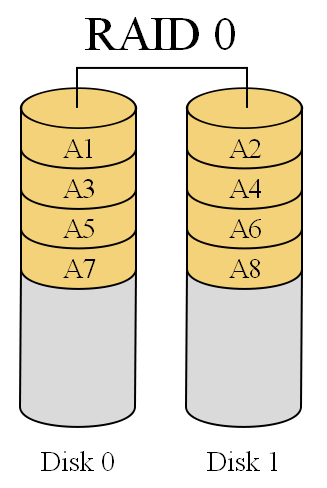 RAID 0
A1 A2
A3 A4
A5 A6
A7 A8
Disk 0 Disk 1